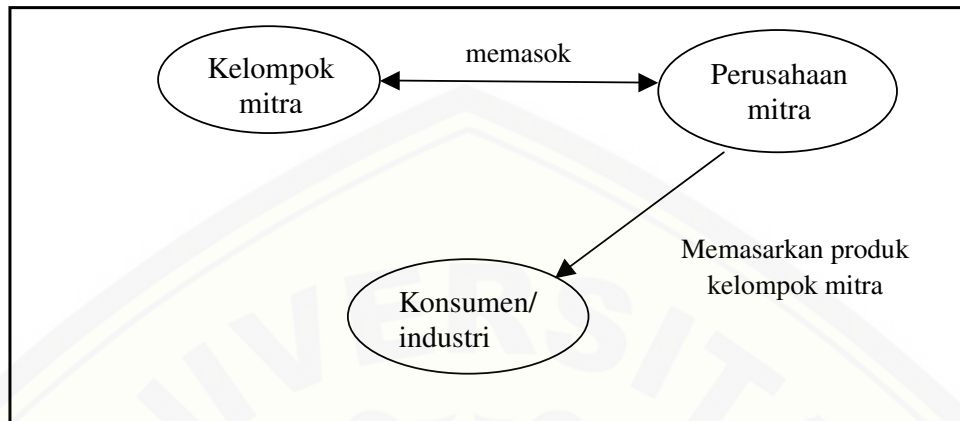 Kelompok
mitra
memasok
Perusahaan
mitra
Memasarkan produk
kelompok mitra
Konsumen/
industri